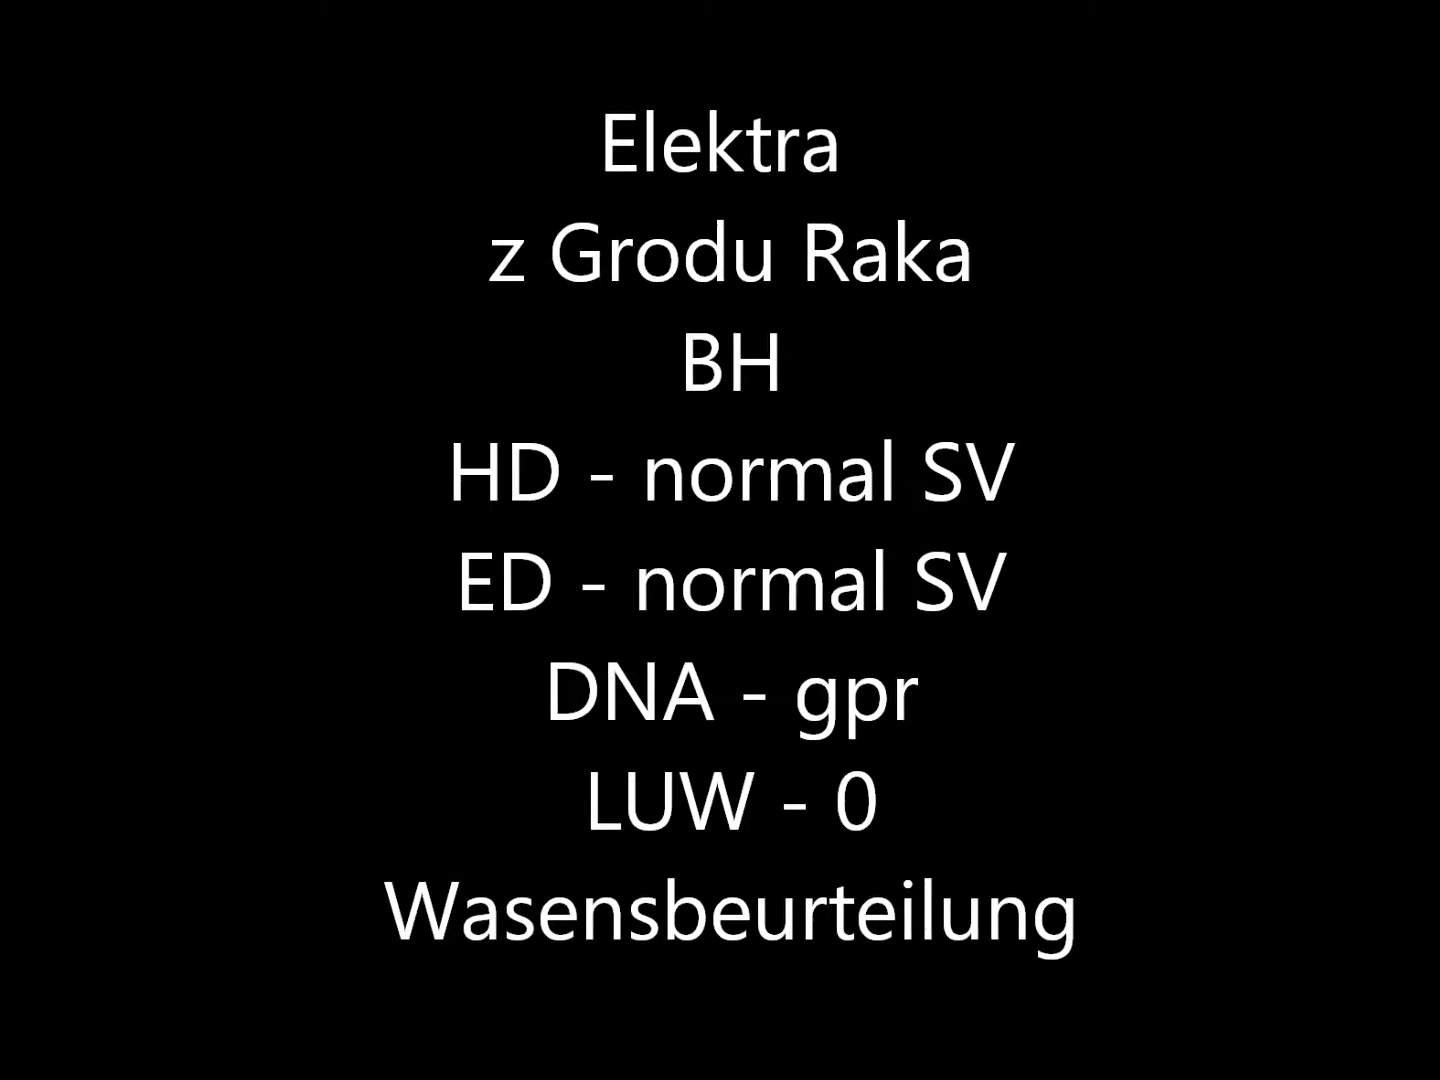 Elektra
z Grodu Raka
BH
HD - normal SV
ED - normal SV
DNA - gpr
LUW - 0
Wasensbeurteilung